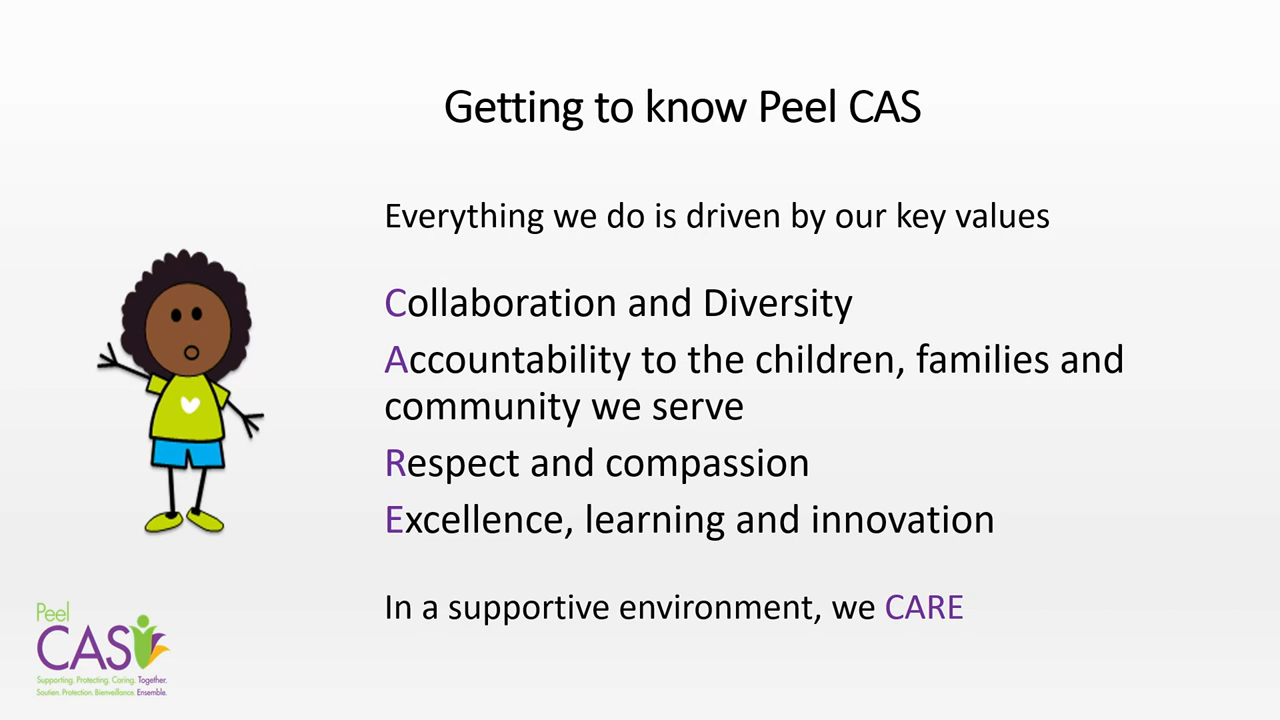 Getting to know Peel CAS
Everything we do is driven by our key values
Collaboration and Diversity
Accountability to the children, families and
community we serve
Respect and compassion
Excellence, learning and innovation
In a supportive environment, we CARE
Peel
CAS
Supporting. Protecting. Caring. Together.
Soutien. Protection. Bienveillance. Ensemble.